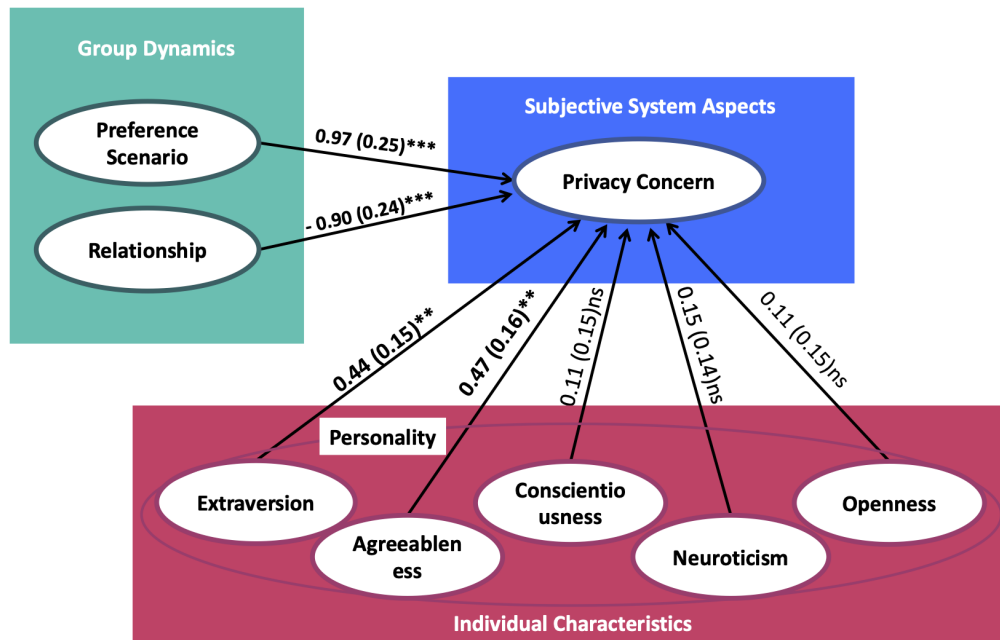 Group Dynamics
Preference
Scenario
Relationship
0.97 (0.25)***
- 0.90 (0.24)***
Subjective System Aspects
Privacy Concern
0.44 (0.15)**
0.47 (0.16)**
0.11 (0.15)ns
0.15 (0.14)ns
0.11 (0.15)ns
Personality
Extraversion
Agreeablen
ess
Conscientio
usness
Neuroticism
Openness
Individual Characteristics